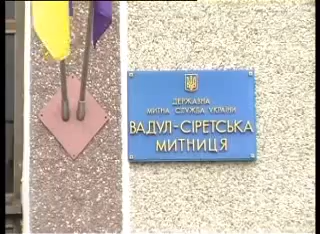 ДЕРЖАВНА
МИТНА СЛУЖБА УКРАЇНИ
ВАДУЛ-СІРЕТСЬКА
МИТНИЦЯ